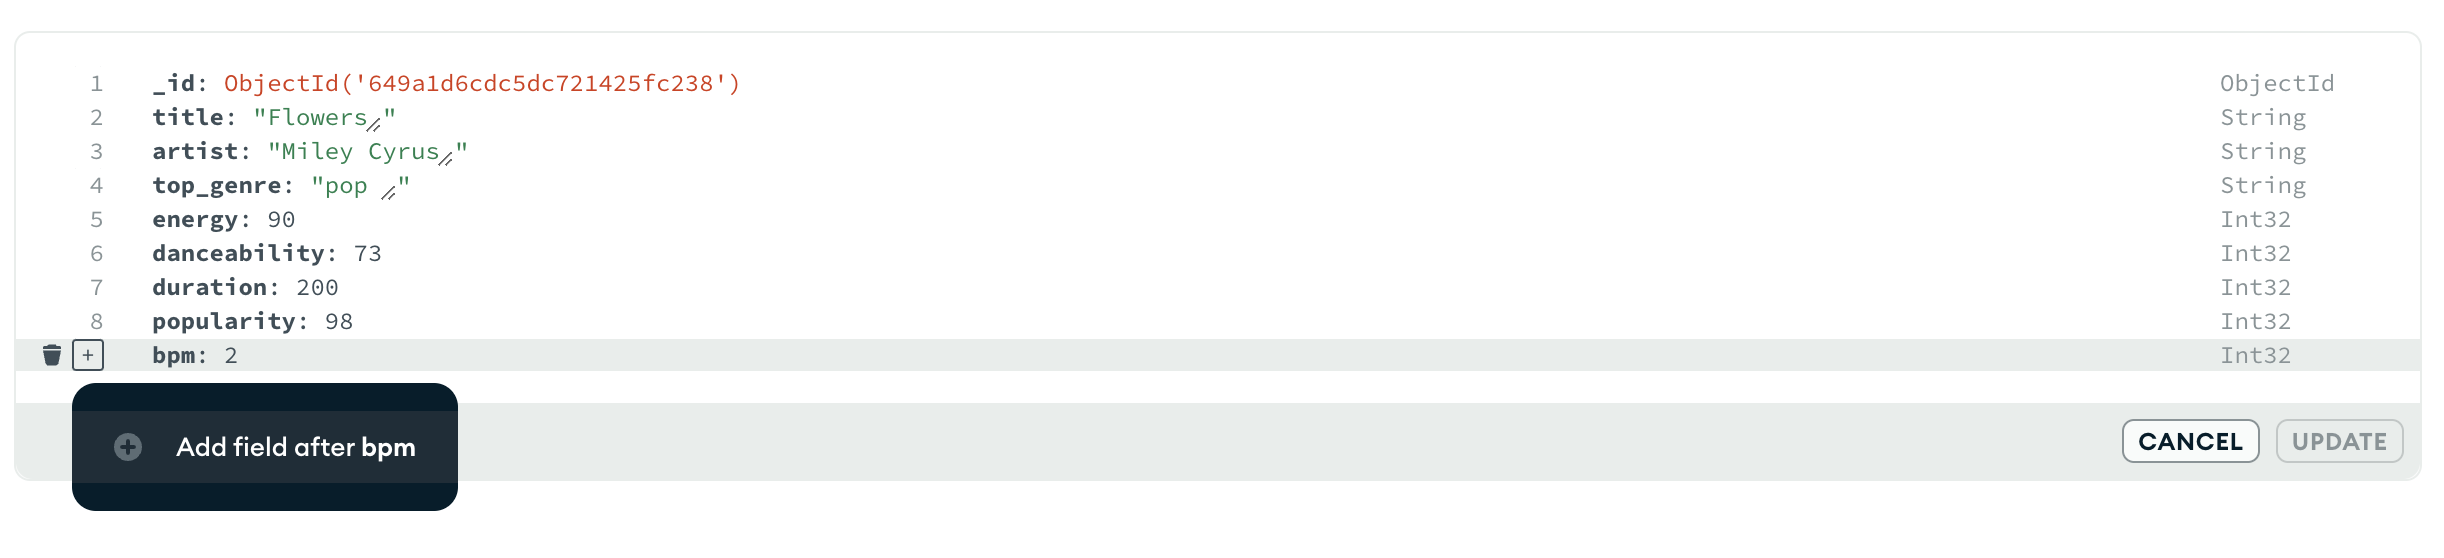 1 _id: ObjectId('649a1d6cdc5dc721425fc238') ObjectId
2 title: "Flowers" String
3 artist: "Miley Cyrus" String
4 top_genre: "pop " String
5 energy: 90 Int32
6 danceability: 73 Int32
7 duration: 200 Int32
8 popularity: 98 Int32
+ bpm: 2 Int32
Add field after bpm
CANCEL UPDATE